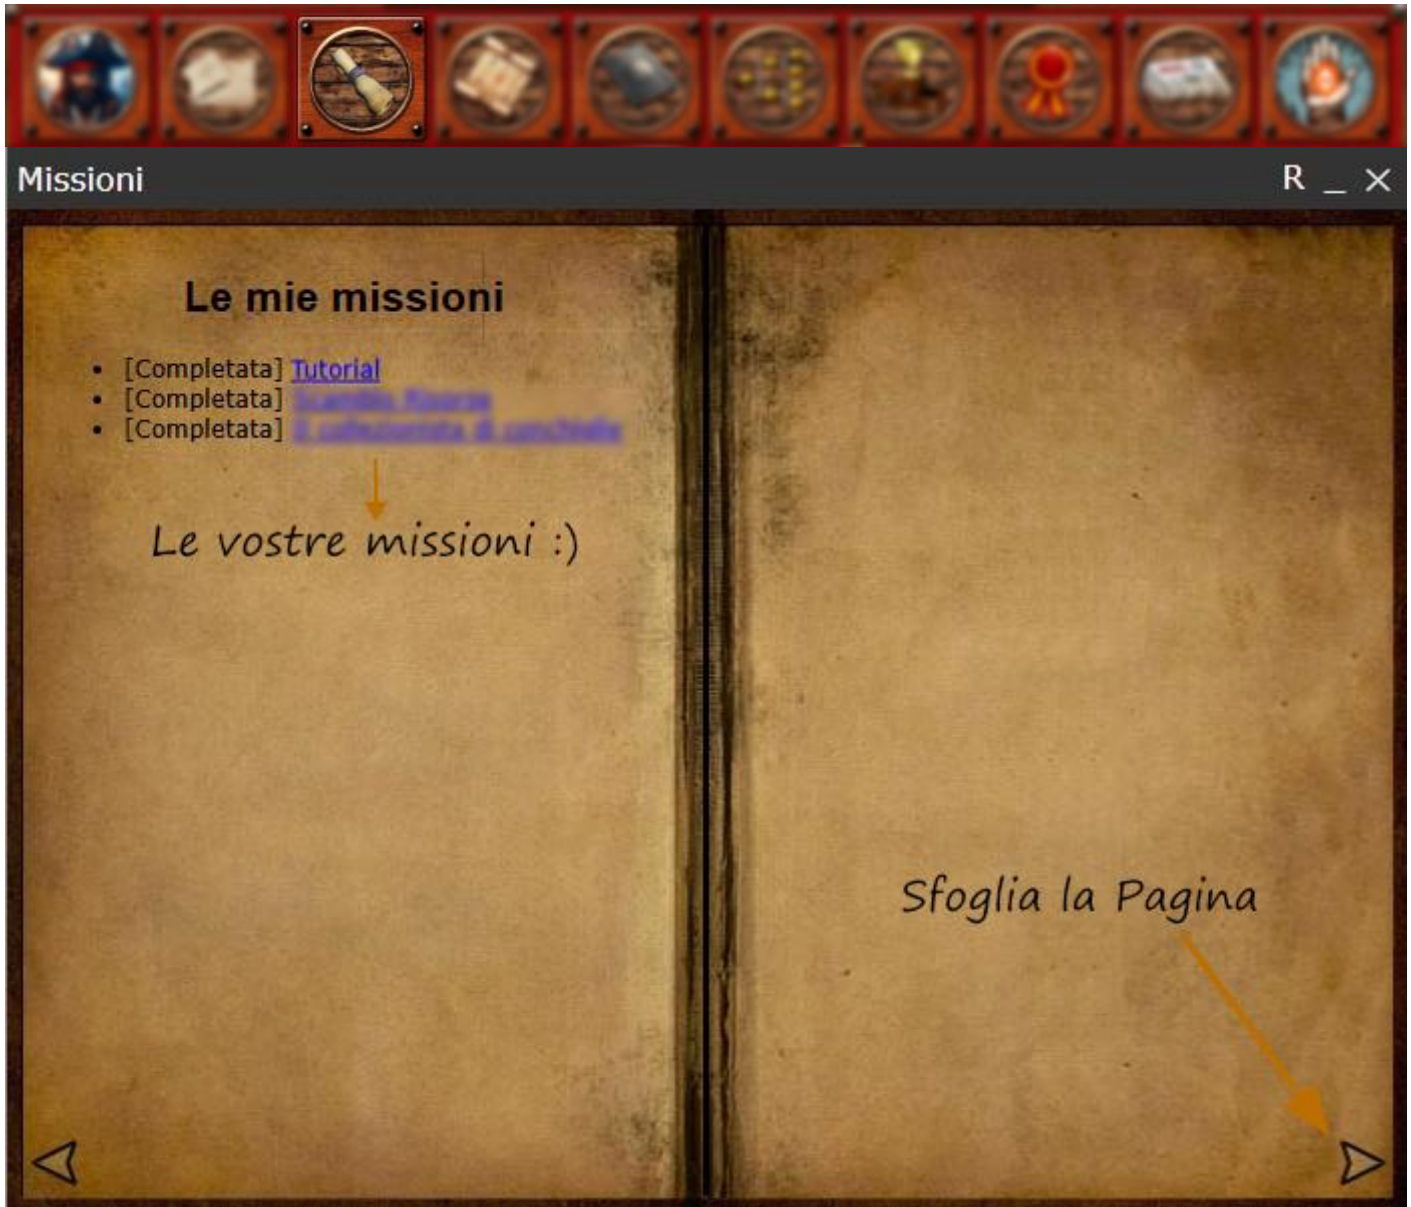 Missioni
R _ ×
Le mie missioni
[Completata] Tutorial
[Completata]
[Completata]
Le vostre missioni :)
Sfoglia la Pagina